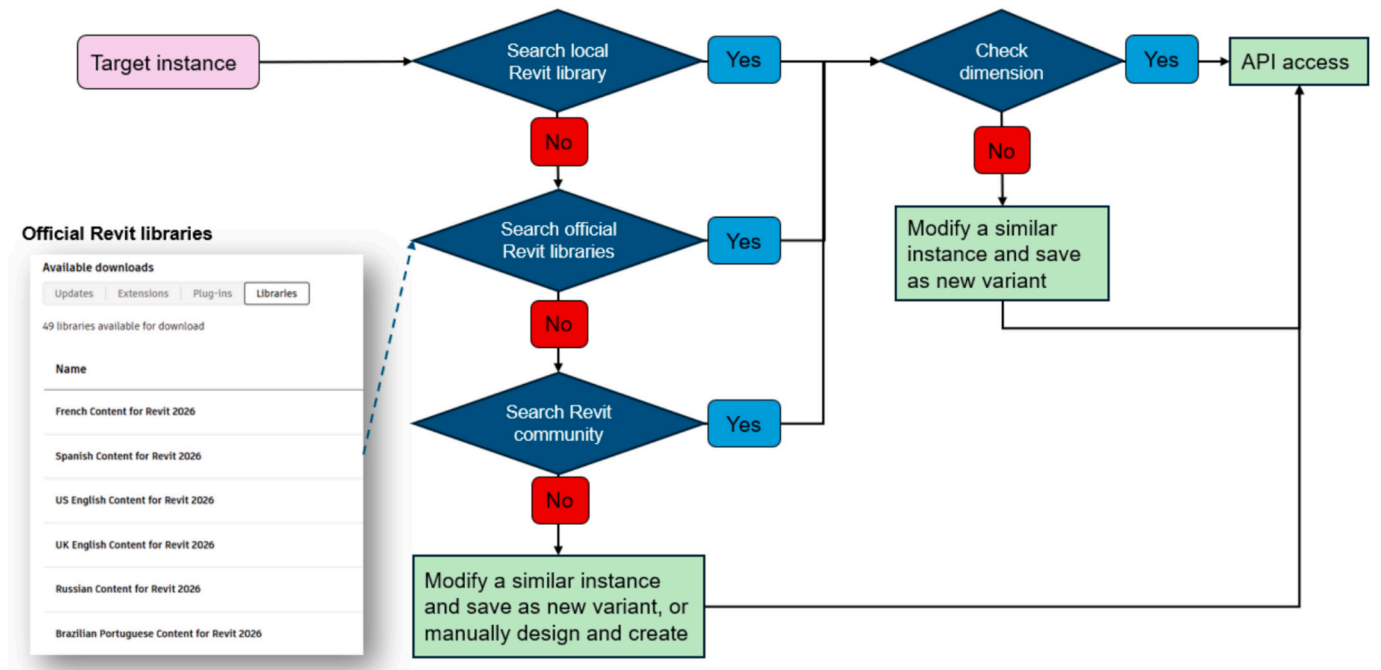 Target instance
Search local
Revit library
Yes
Check
dimension
Yes
API access
No
No
Search official
Revit libraries
Yes
Modify a similar
instance and save
as new variant
No
Search Revit
community
Yes
No
Modify a similar instance
and save as new variant, or
manually design and create
Official Revit libraries
Available downloads
Updates Extensions Plug-ins Libraries
49 libraries available for download
Name
French Content for Revit 2026
Spanish Content for Revit 2026
US English Content for Revit 2026
UK English Content for Revit 2026
Russian Content for Revit 2026
Brazilian Portuguese Content for Revit 2026